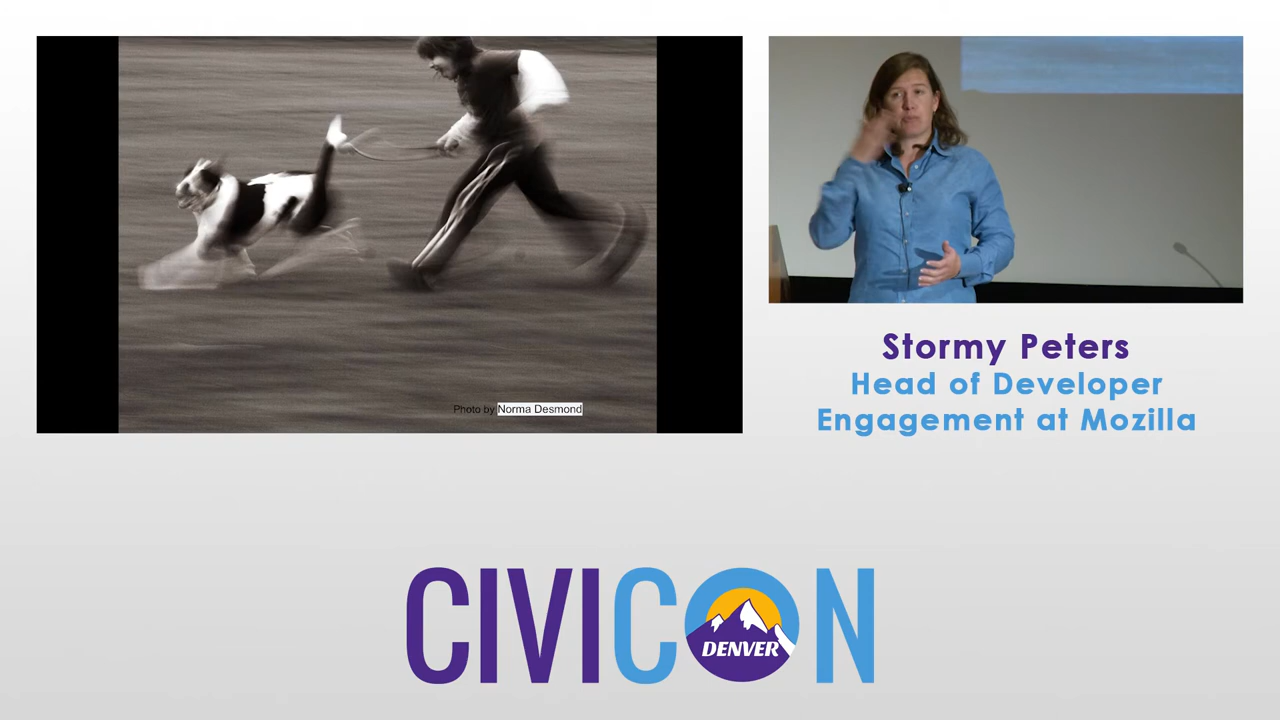 Photo by Norma Desmond
Stormy Peters
Head of Developer
Engagement at Mozilla
CIVICON
DENVER